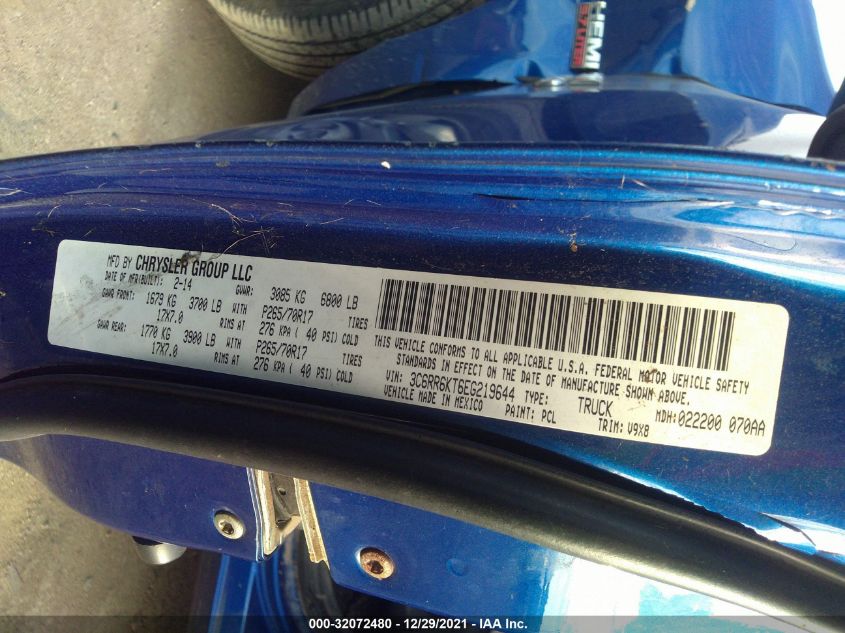 HEMI
5.7 LITER
MFD BY CHRYSLER GROUP LLC
DATE OF MFR(BUILT): 2-14 GVWR: 3085 KG 6800 LB
GAWR FRONT: 1679 KG 3700 LB WITH P265/70R17 TIRES
17X7.0 RIMS AT 276 KPA ( 40 PSI) COLD
GAWR REAR: 1770 KG 3900 LB WITH P265/70R17 TIRES
17X7.0 RIMS AT 276 KPA ( 40 PSI) COLD
THIS VEHICLE CONFORMS TO ALL APPLICABLE U.S.A. FEDERAL MOTOR VEHICLE SAFETY
STANDARDS IN EFFECT ON THE DATE OF MANUFACTURE SHOWN ABOVE.
VIN: 3C6RR6KT6EG219644 TYPE: TRUCK MDH:022200 070AA
VEHICLE MADE IN MEXICO PAINT: PCL TRIM: V9X8
000-32072480 - 12/29/2021 - IAA Inc.